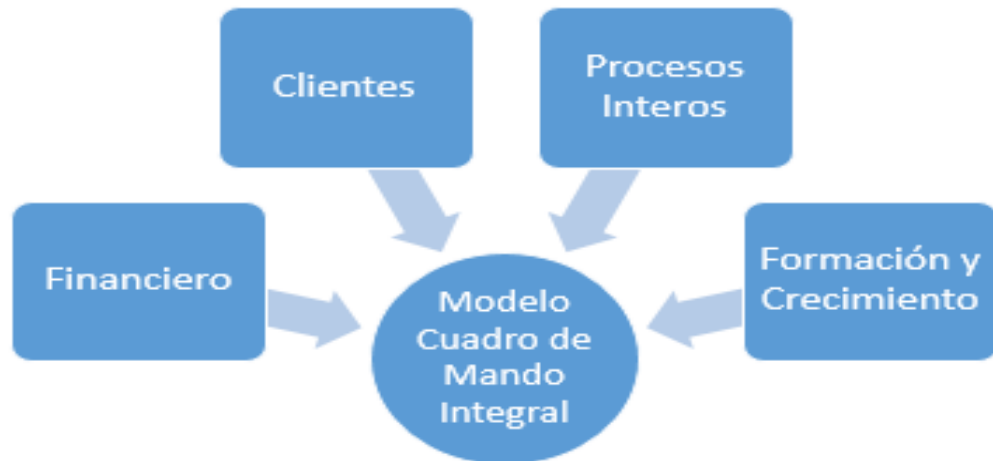 Clientes
Procesos
Interos
Financiero
Formación y
Crecimiento
Modelo
Cuadro de
Mando
Integral